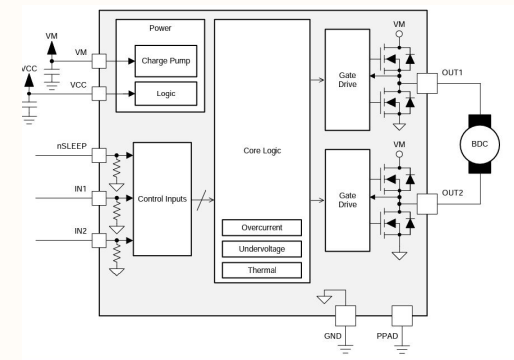 VM
VCC
VM
VCC
nSLEEP
IN1
IN2
Power
Charge Pump
Logic
Control Inputs
Core Logic
Overcurrent
Undervoltage
Thermal
Gate
Drive
VM
OUT1
Gate
Drive
VM
OUT2
BDC
GND
PPAD